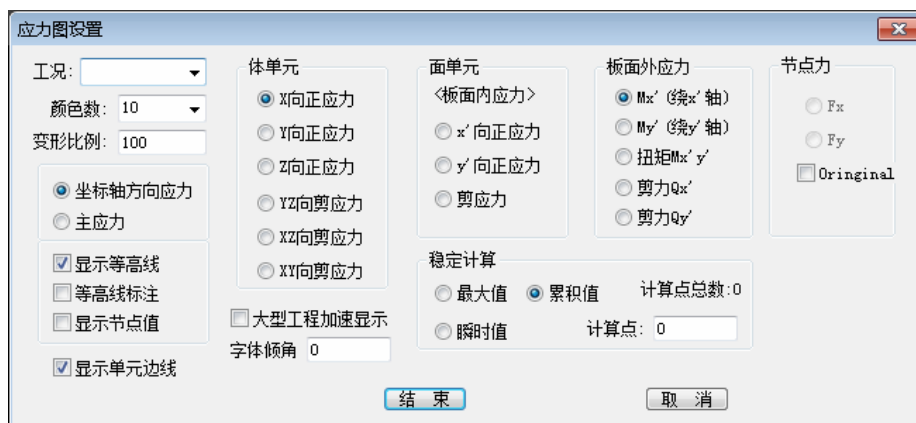 应力图设置
工况:
颜色数: 10
变形比例: 100
坐标轴方向应力
主应力
显示等高线
等高线标注
显示节点值
显示单元边线
体单元
X向正应力
Y向正应力
Z向正应力
YZ向剪应力
XZ向剪应力
XY向剪应力
大型工程加速显示
字体倾角 0
面单元
<板面内应力>
x'向正应力
y'向正应力
剪应力
板面外应力
Mx'(绕x'轴)
My'(绕y'轴)
扭矩Mx'y'
剪力Qx'
剪力Qy'
节点力
Fx
Fy
Oringinal
稳定计算
最大值 累积值 计算点总数:0
瞬时值 计算点: 0
结 束 取 消